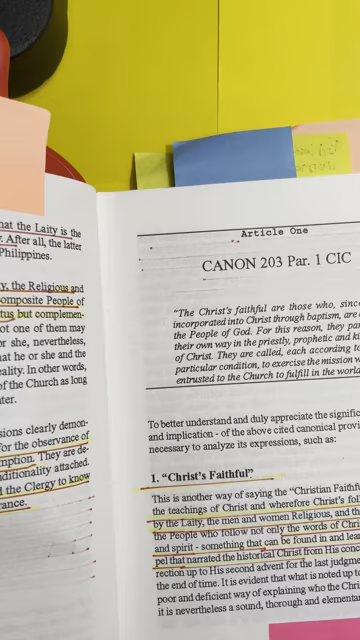 hat the Laity is the
. After all, the latter
Philippines.
y, the Religious and
omposite People of
tus but complemen-
ot one of them may
or she, nevertheless,
hat he or she and the
eality. In other words,
of the Church as long
ter.
sions clearly demon-
for the observance of
mption. They are de-
nditionality attached.
d the Clergy to know
rance.
Article One
CANON 203 Par. 1 CIC
"The Christ's faithful are those who, since
incorporated into Christ through baptism, are
the People of God. For this reason, they par
their own way in the priestly, prophetic and ki
of Christ. They are called, each according to
particular condition, to exercise the mission w
entrusted to the Church to fulfill in the world
To better understand and duly appreciate the signific
and implication - of the above cited canonical provi
necessary to analyze its expressions, such as:
1. "Christ's Faithful"
This is another way of saying the "Christian Faithfu
the teachings of Christ and wherefore Christ's foll
by the Laity, the men and women Religious, and th
the People who follow not only the words of Chr
and spirit - something that can be found in and lear
pel that narrated the historical Christ from His conc
rection up to His second advent for the last judgme
the end of time. It is evident that what is noted up to
poor and deficient way of explaining who the Chri
it is nevertheless a sound, thorough and elementa